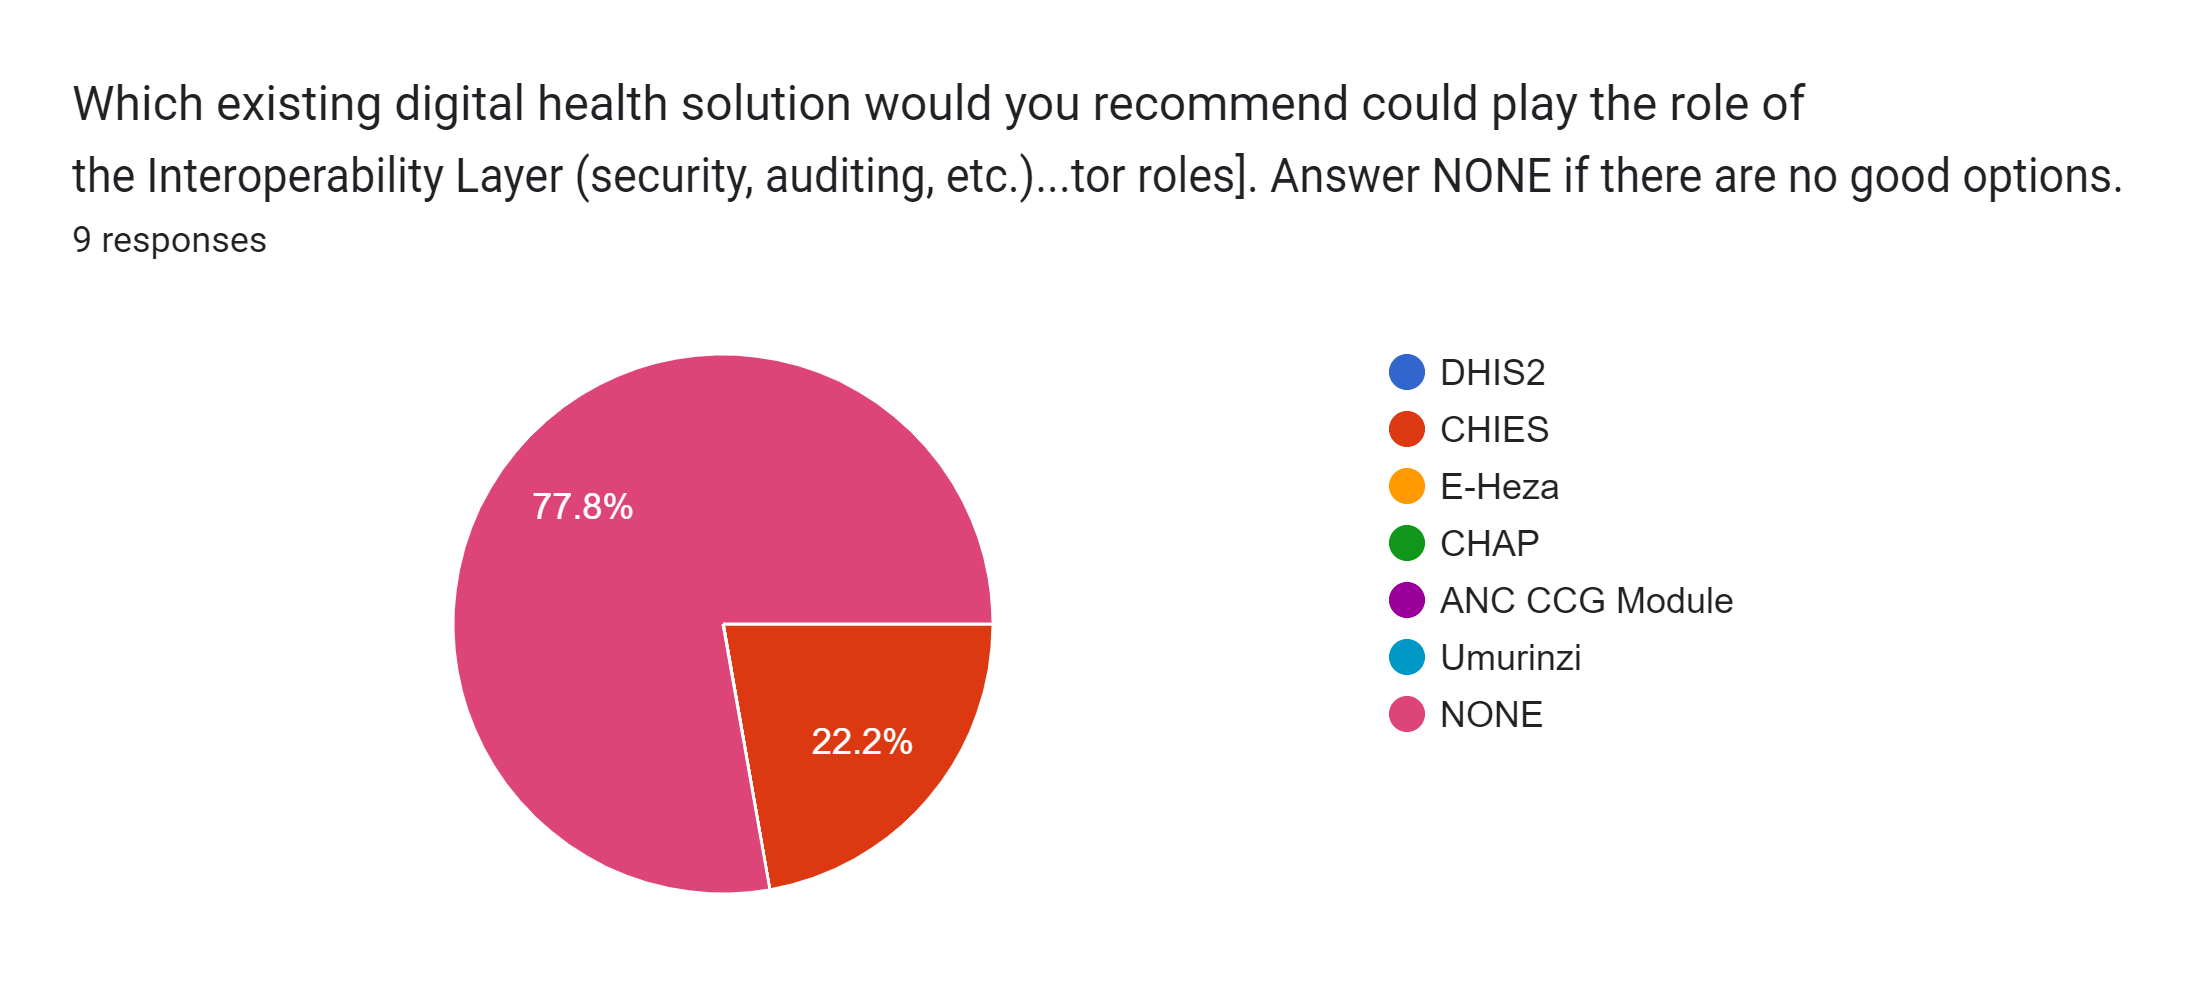 Which existing digital health solution would you recommend could play the role of
the Interoperability Layer (security, auditing, etc.)...tor roles]. Answer NONE if there are no good options.
9 responses
77.8%
22.2%
DHIS2
CHIES
E-Heza
CHAP
ANC CCG Module
Umurinzi
NONE